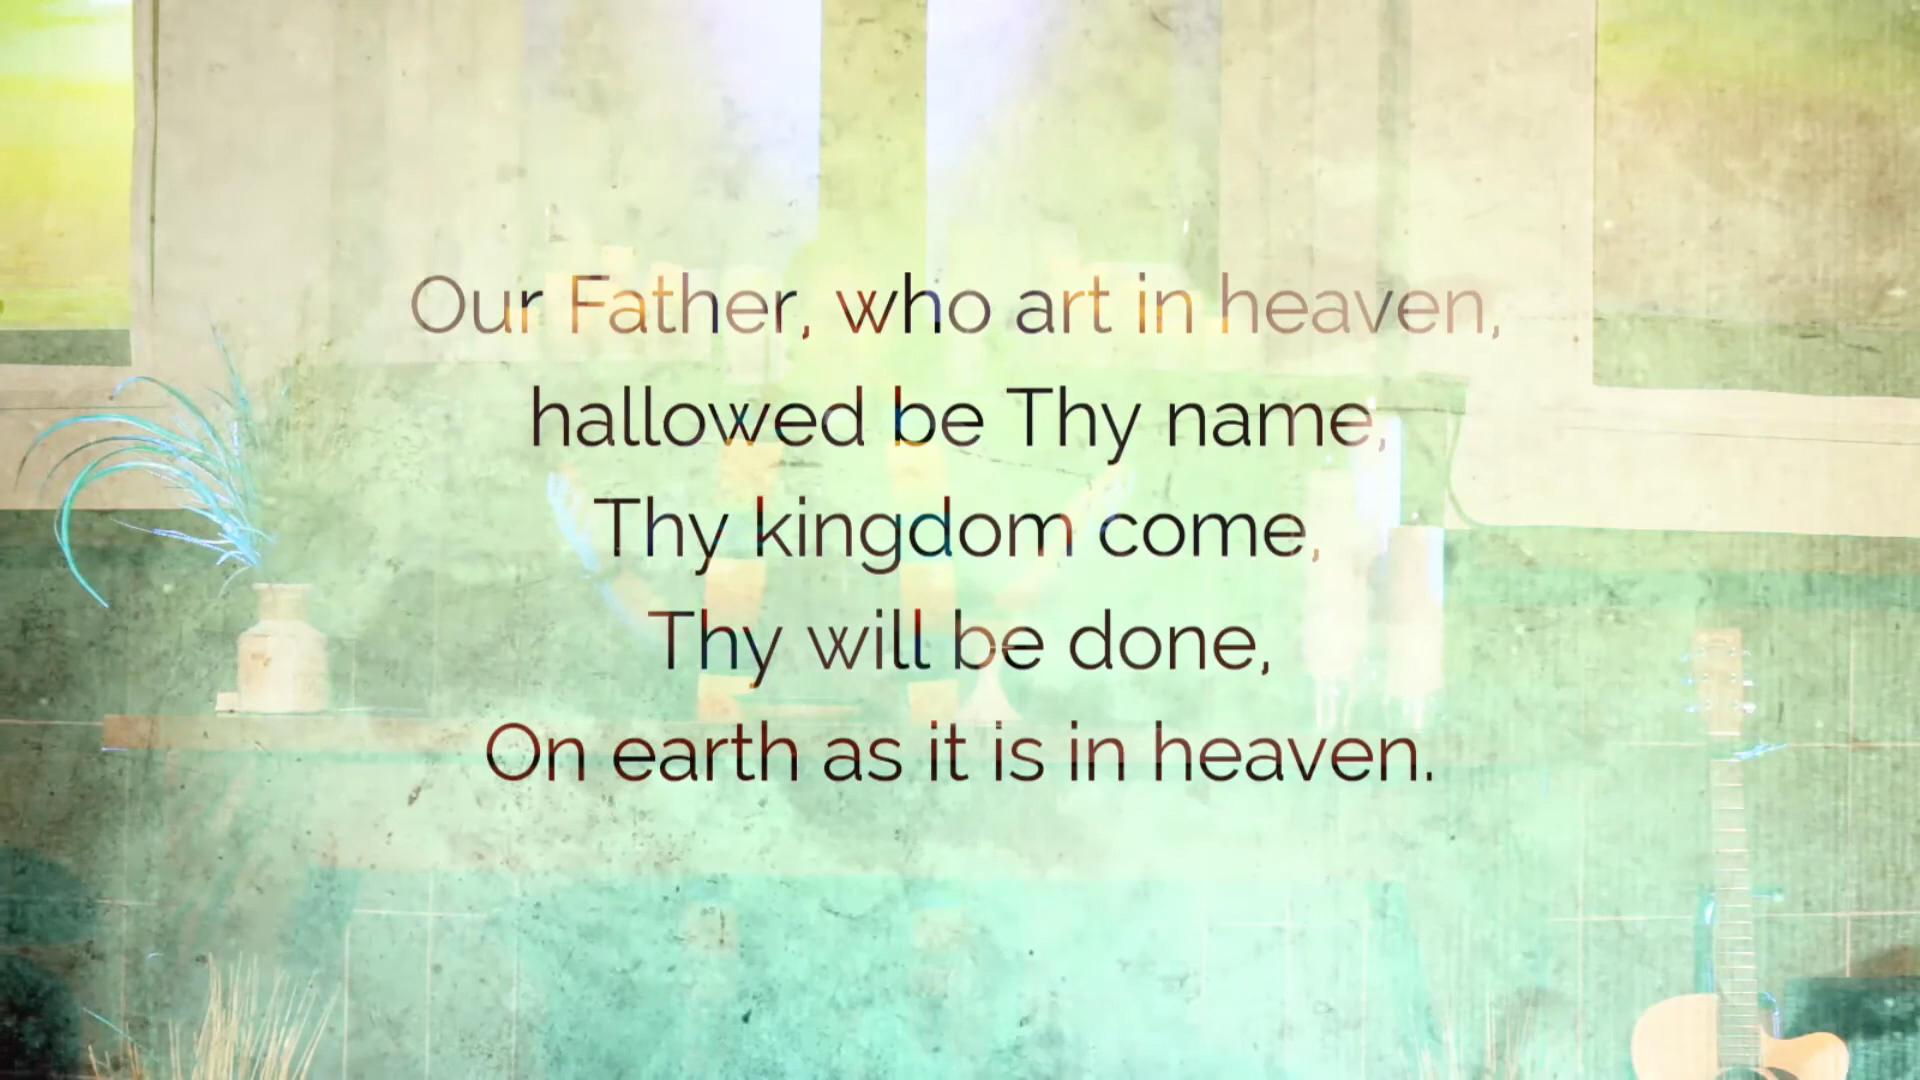 Our Father, who art in heaven,
hallowed be Thy name,
Thy kingdom come,
Thy will be done,
On earth as it is in heaven.